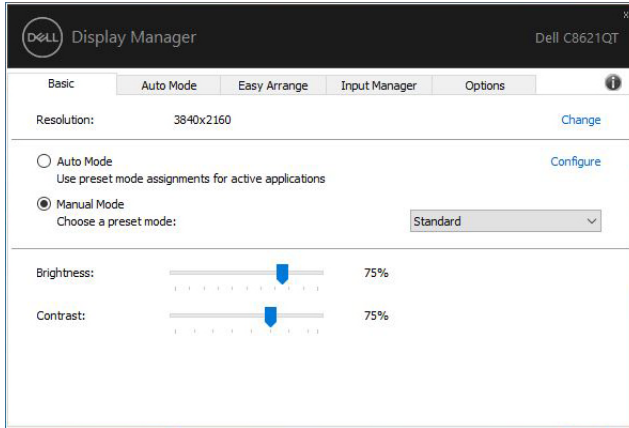 DELL Display Manager Dell C8621QT
Basic Auto Mode Easy Arrange Input Manager Options
Resolution: 3840x2160 Change
Auto Mode Configure
Use preset mode assignments for active applications
Manual Mode
Choose a preset mode: Standard
Brightness: 75%
Contrast: 75%